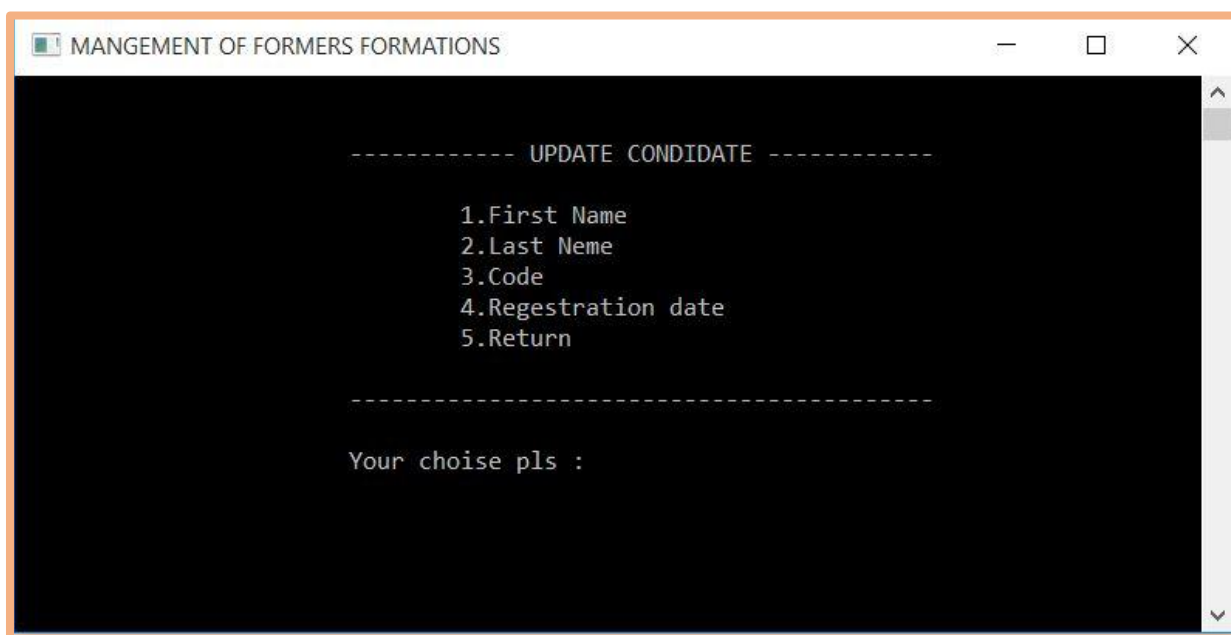 MANGEMENT OF FORMERS FORMATIONS
------------ UPDATE CONDIDATE ------------
1.First Name
2.Last Neme
3.Code
4.Regestration date
5.Return
------------------------------------------
Your choise pls :